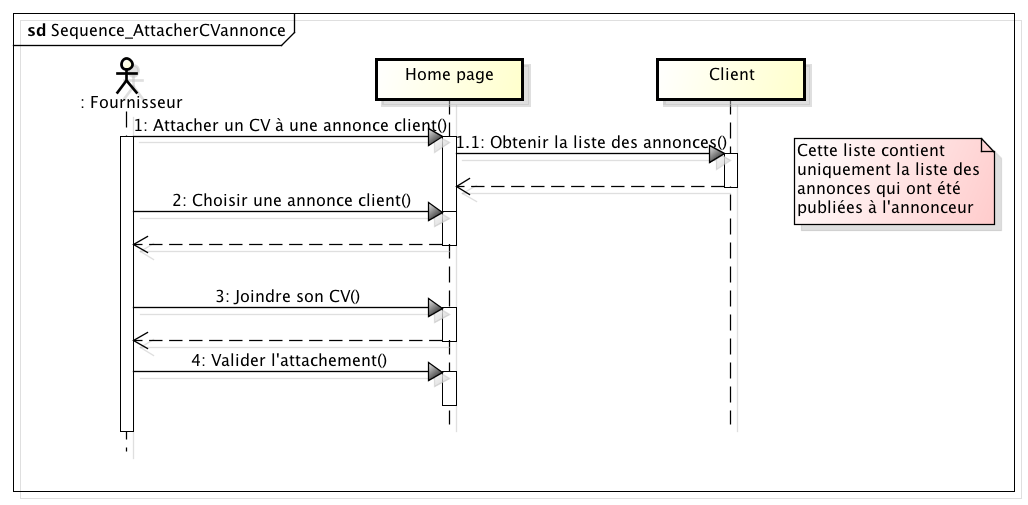 sd Sequence_AttacherCVannonce
: Fournisseur
Home page
Client
1: Attacher un CV à une annonce client()
1.1: Obtenir la liste des annonces()
Cette liste contient
uniquement la liste des
annonces qui ont été
publiées à l'annonceur
2: Choisir une annonce client()
3: Joindre son CV()
4: Valider l'attachement()